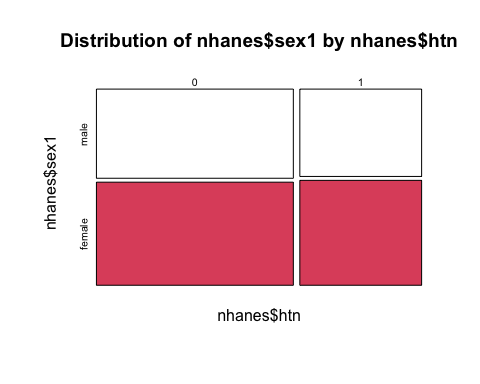 Distribution of nhanes$sex1 by nhanes$htn
0 1
male
female
nhanes$sex1
nhanes$htn